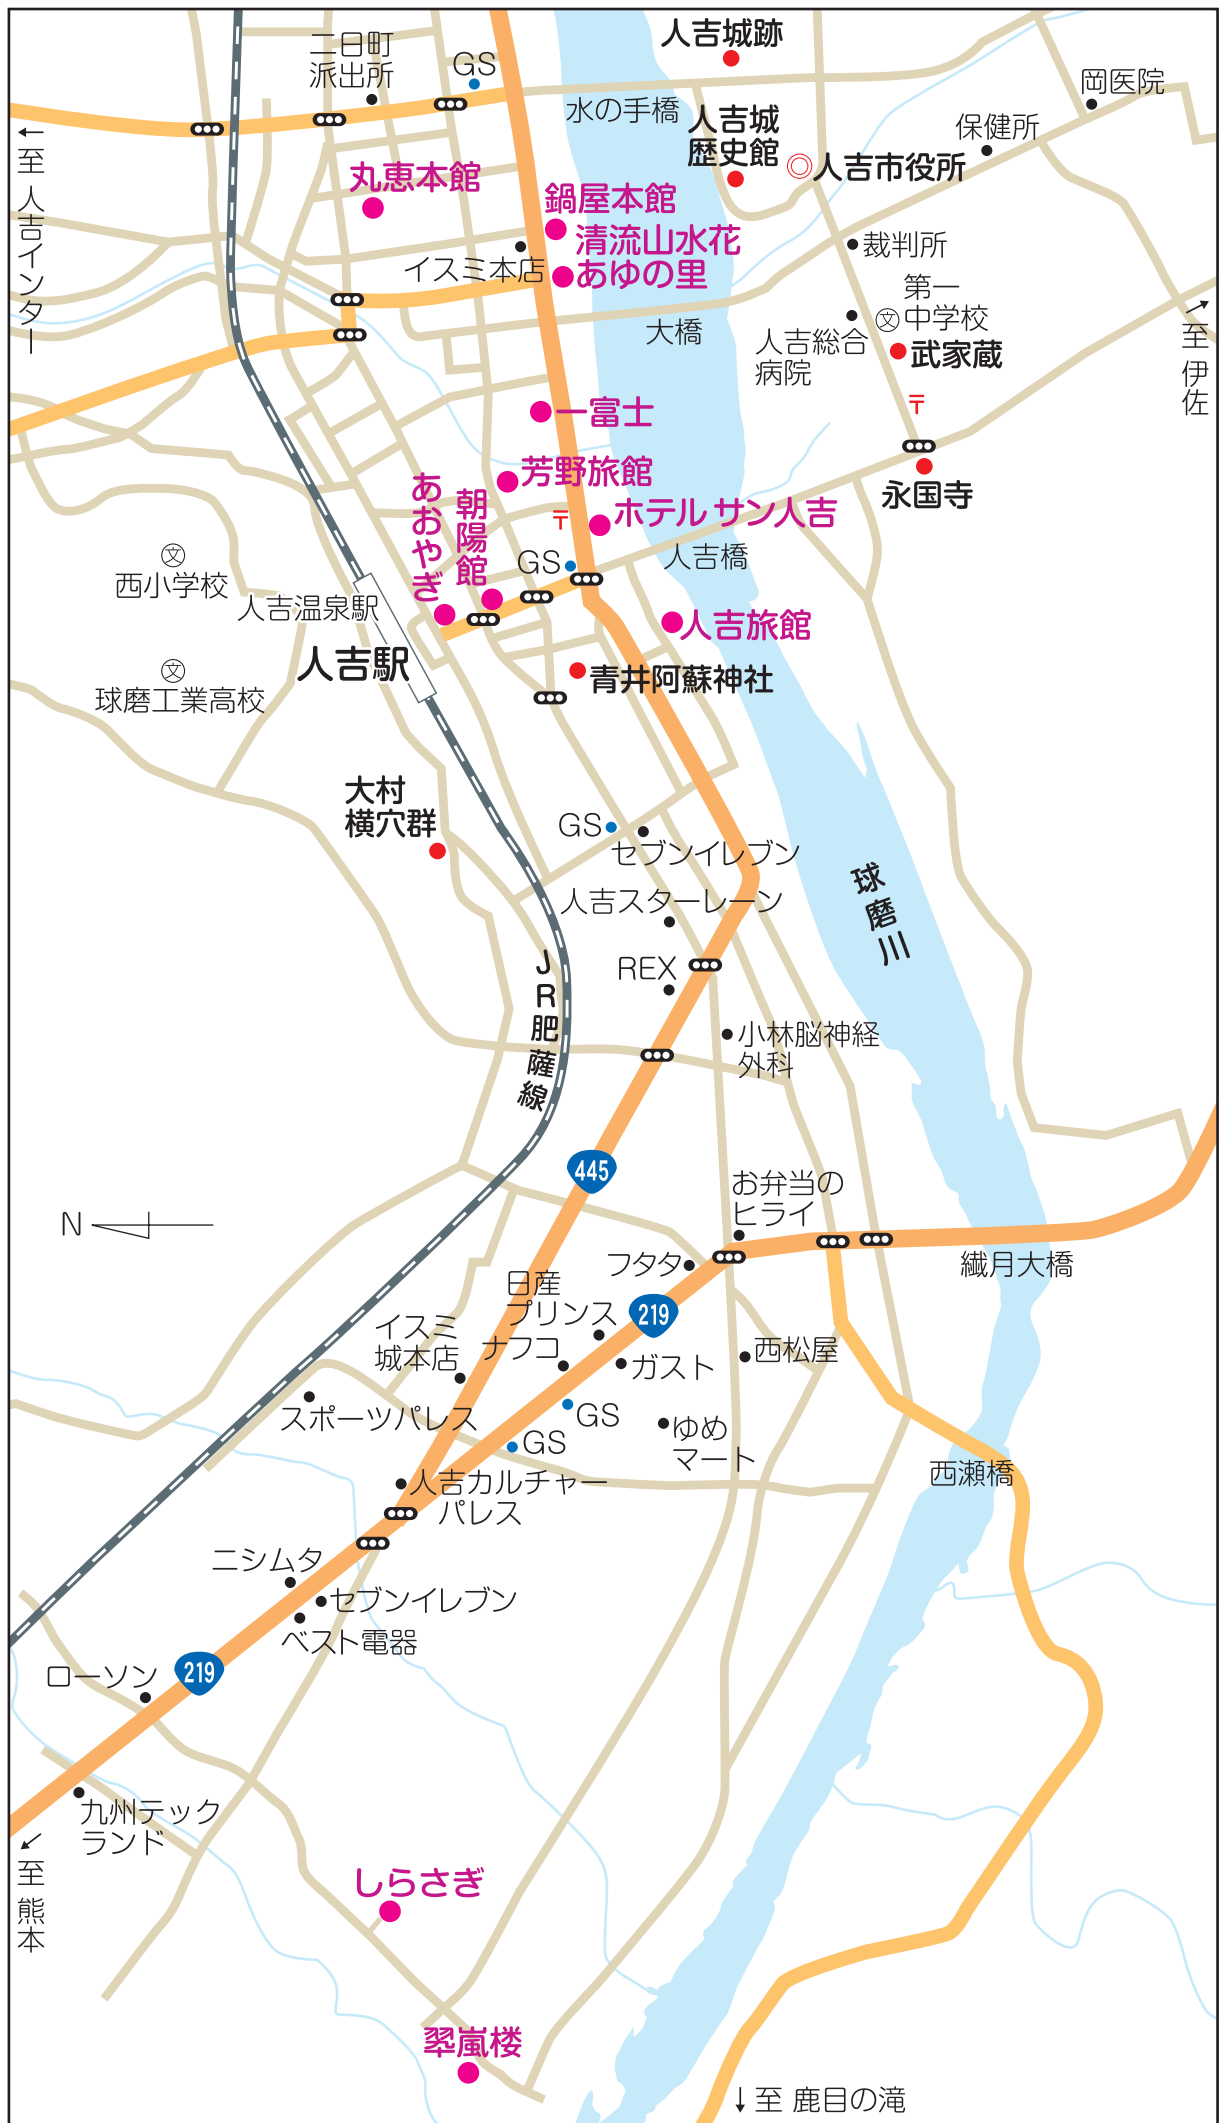 人吉城跡
二日町
派出所
GS
岡医院
水の手橋
人吉城
歴史館
保健所
人吉市役所
←
至
人吉インター
丸恵本館
鍋屋本館
清流山水花
あゆの里
イスミ本店
裁判所
第一
中学校
文
大橋
人吉総合
病院
武家蔵
→
至
伊佐
〒
一富士
芳野旅館
あおやぎ
朝陽館
〒
ホテル サン人吉
永国寺
GS
人吉橋
文
西小学校
人吉温泉駅
人吉旅館
人吉駅
青井阿蘇神社
文
球磨工業高校
大村
横穴群
GS
セブンイレブン
球磨川
人吉スターレーン
JR肥薩線
REX
小林脳神経
外科
445
お弁当の
ヒライ
N
フタタ
繊月大橋
日産
プリンス
219
イスミ
城本店
ナフコ
ガスト
西松屋
スポーツパレス
GS
ゆめ
マート
GS
西瀬橋
人吉カルチャー
パレス
ニシムタ
セブンイレブン
ベスト電器
219
ローソン
九州テック
ランド
至
熊本
しらさぎ
翠嵐楼
↓至 鹿目の滝